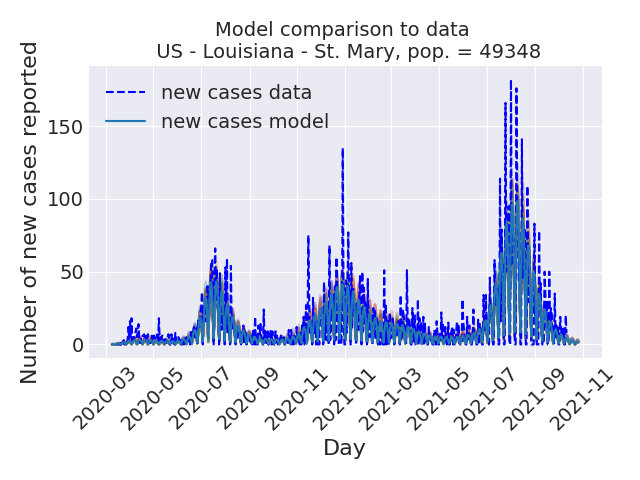 Model comparison to data
US - Louisiana - St. Mary, pop. = 49348
Number of new cases reported
new cases data
new cases model
150
100
50
0
2020-03
2020-05
2020-07
2020-09
2020-11
2021-01
2021-03
2021-05
2021-07
2021-09
2021-11
Day